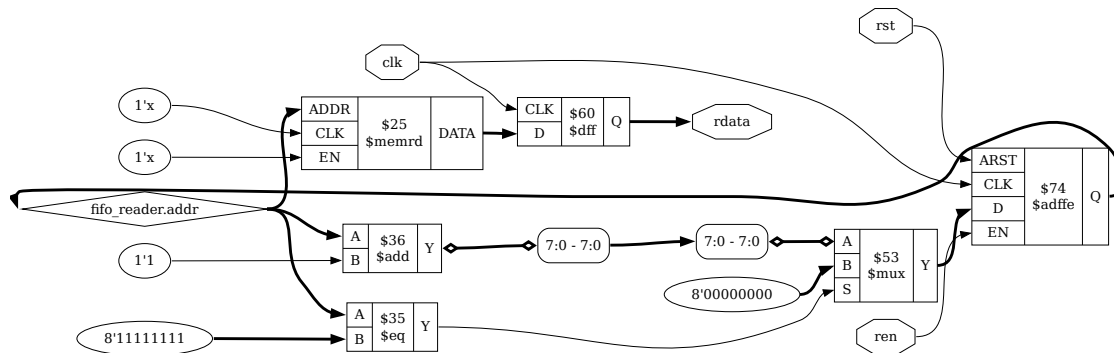 rst
clk
1'x
ADDR
CLK
EN
$25
$memrd
DATA
CLK
D
$60
$dff
Q
rdata
1'x
ARST
CLK
D
EN
$74
$adffe
Q
fifo_reader.addr
A
B
$36
$add
Y
7:0 - 7:0
7:0 - 7:0
A
B
S
$53
$mux
Y
1'1
8'00000000
A
B
$35
$eq
Y
8'11111111
ren